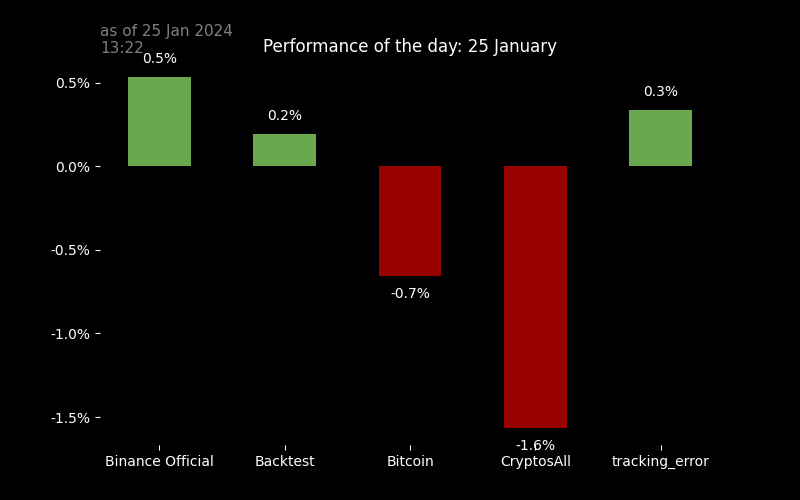 as of 25 Jan 2024
13:22
Performance of the day: 25 January
0.5%
0.2%
-0.7%
-1.6%
0.3%
0.5%
0.0%
-0.5%
-1.0%
-1.5%
Binance Official
Backtest
Bitcoin
CryptosAll
tracking_error